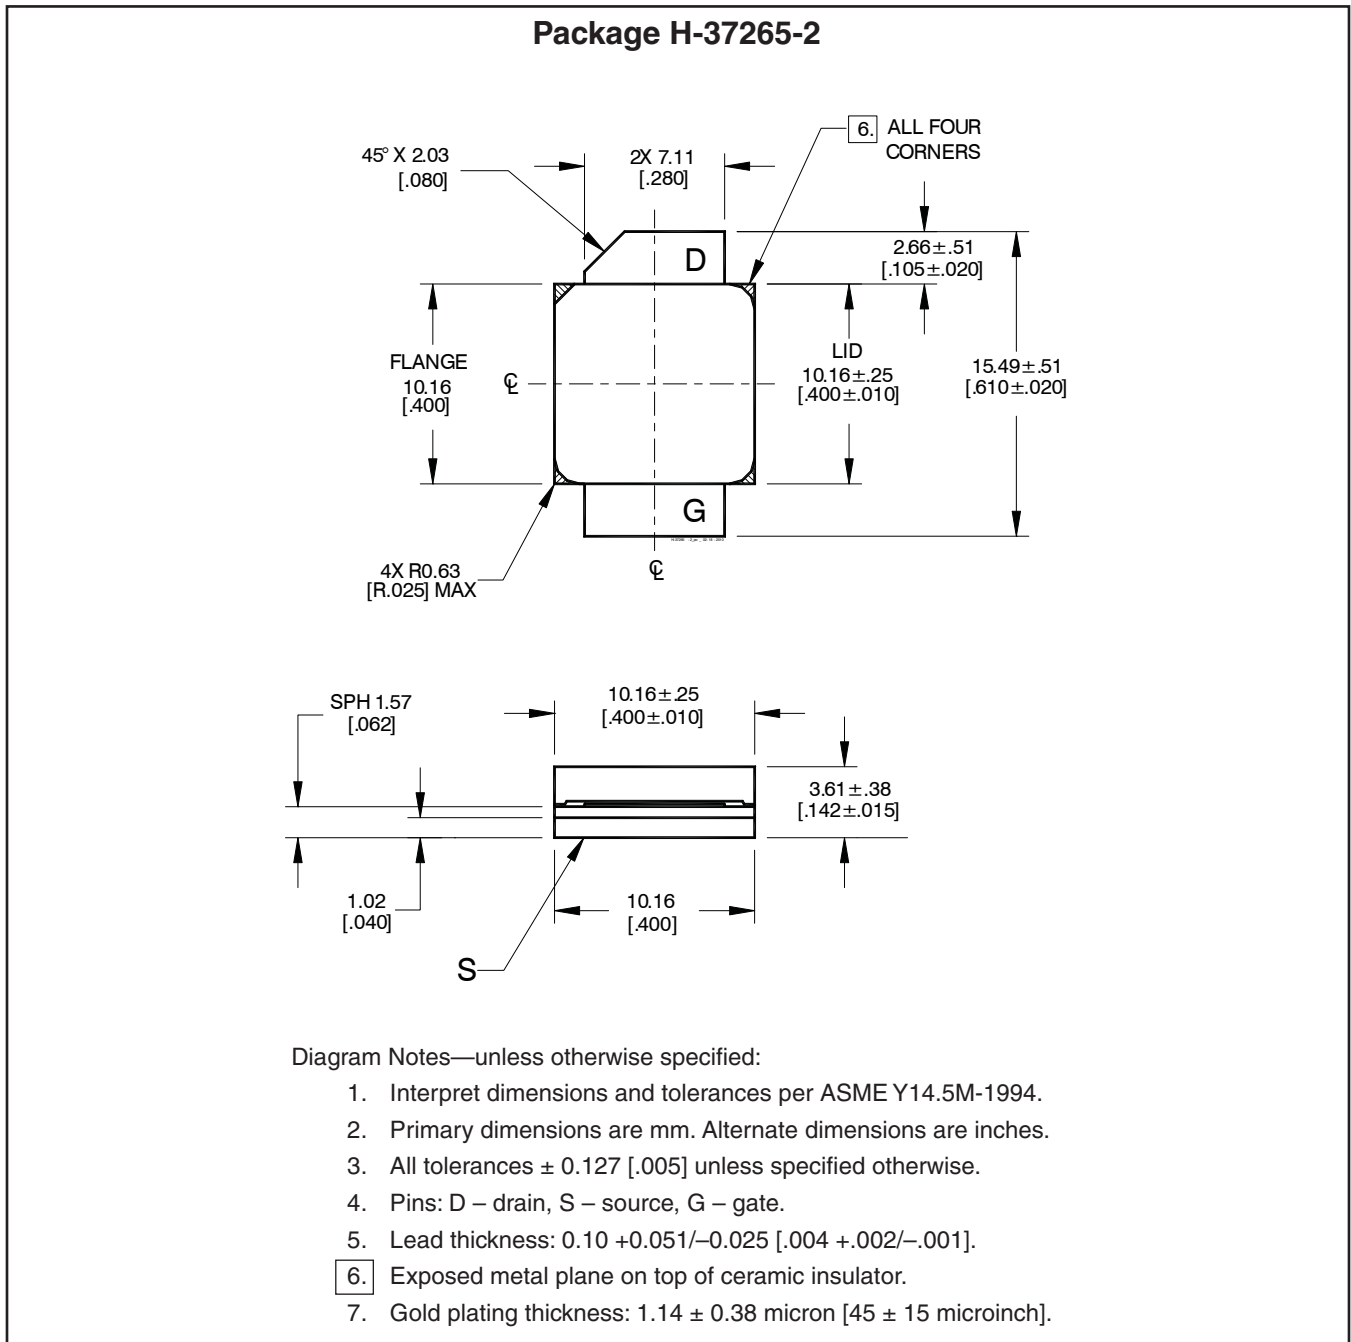 Package H-37265-2
6. ALL FOUR
CORNERS
45° X 2.03
[.080]
2X 7.11
[.280]
D
2.66±.51
[.105±.020]
FLANGE
10.16
[.400]
℄
LID
10.16±.25
[.400±.010]
15.49±.51
[.610±.020]
G
4X R0.63
[R.025] MAX
℄
SPH 1.57
[.062]
10.16±.25
[.400±.010]
3.61±.38
[.142±.015]
1.02
[.040]
10.16
[.400]
S
Diagram Notes—unless otherwise specified:
1. Interpret dimensions and tolerances per ASME Y14.5M-1994.
2. Primary dimensions are mm. Alternate dimensions are inches.
3. All tolerances ± 0.127 [.005] unless specified otherwise.
4. Pins: D – drain, S – source, G – gate.
5. Lead thickness: 0.10 +0.051/–0.025 [.004 +.002/–.001].
6. Exposed metal plane on top of ceramic insulator.
7. Gold plating thickness: 1.14 ± 0.38 micron [45 ± 15 microinch].